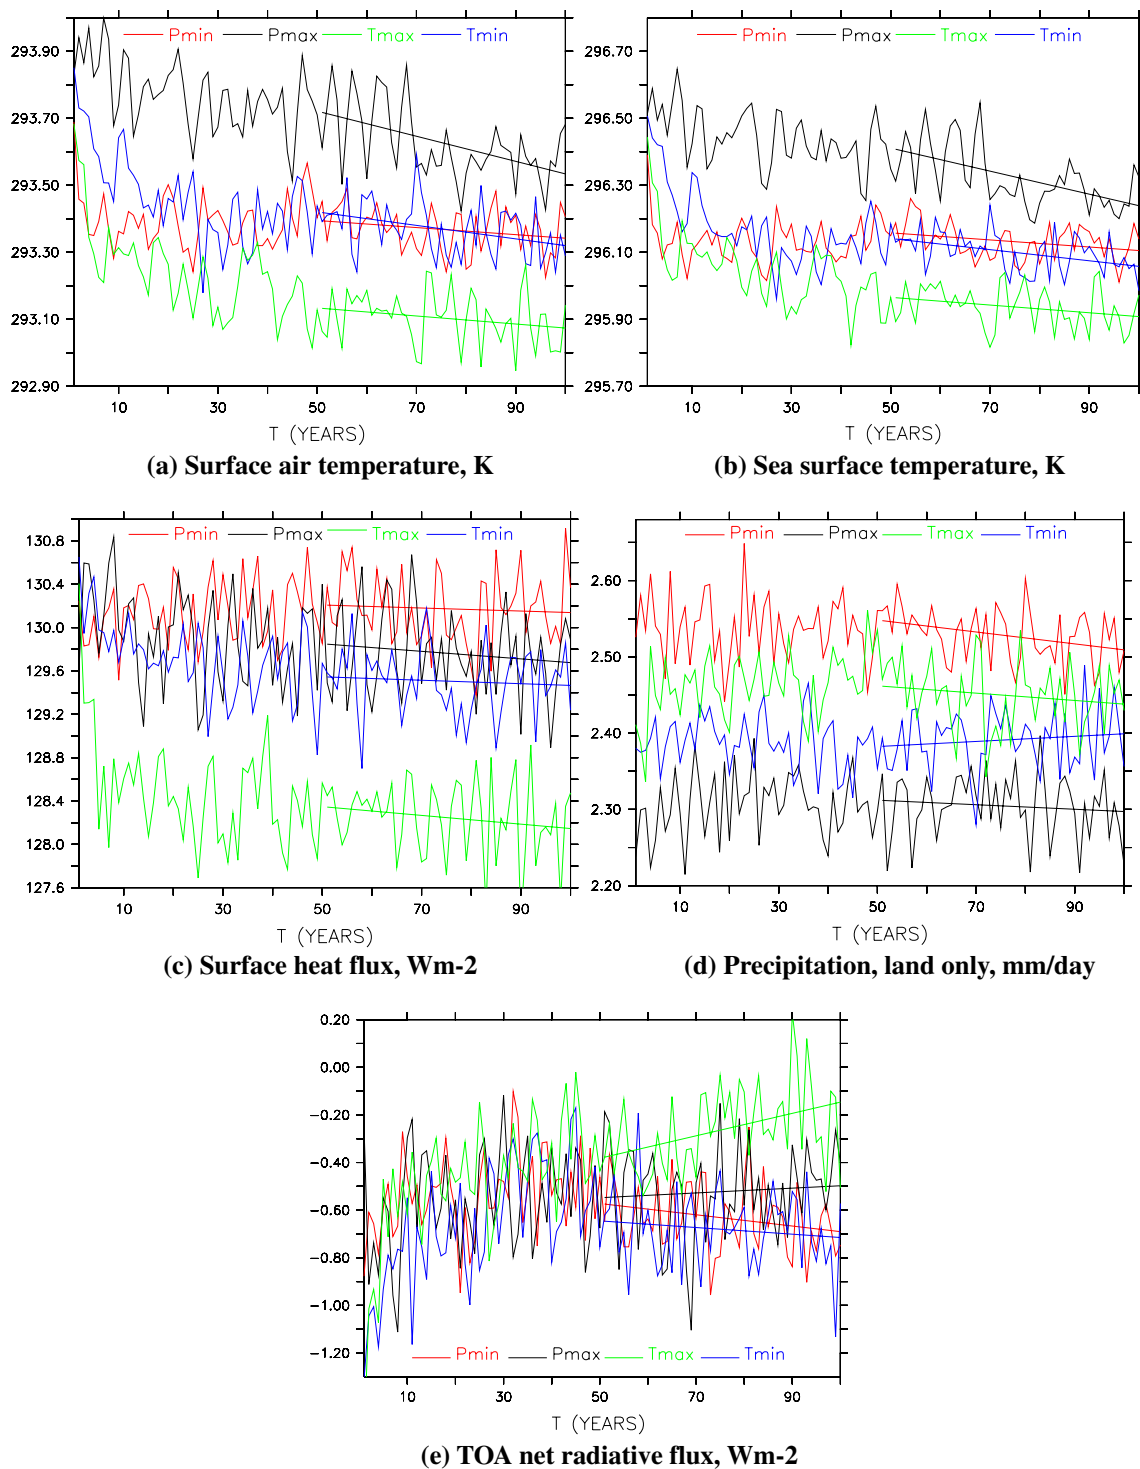 Pmin Pmax Tmax Tmin
293.90
293.70
293.50
293.30
293.10
292.90
10 30 50 70 90
T (YEARS)
(a) Surface air temperature, K
Pmin Pmax Tmax Tmin
296.70
296.50
296.30
296.10
295.90
295.70
10 30 50 70 90
T (YEARS)
(b) Sea surface temperature, K
Pmin Pmax Tmax Tmin
130.8
130.4
130.0
129.6
129.2
128.8
128.4
128.0
127.6
10 30 50 70 90
T (YEARS)
(c) Surface heat flux, Wm-2
Pmin Pmax Tmax Tmin
2.60
2.50
2.40
2.30
2.20
10 30 50 70 90
T (YEARS)
(d) Precipitation, land only, mm/day
0.20
0.00
−0.20
−0.40
−0.60
−0.80
−1.00
−1.20
Pmin Pmax Tmax Tmin
10 30 50 70 90
T (YEARS)
(e) TOA net radiative flux, Wm-2